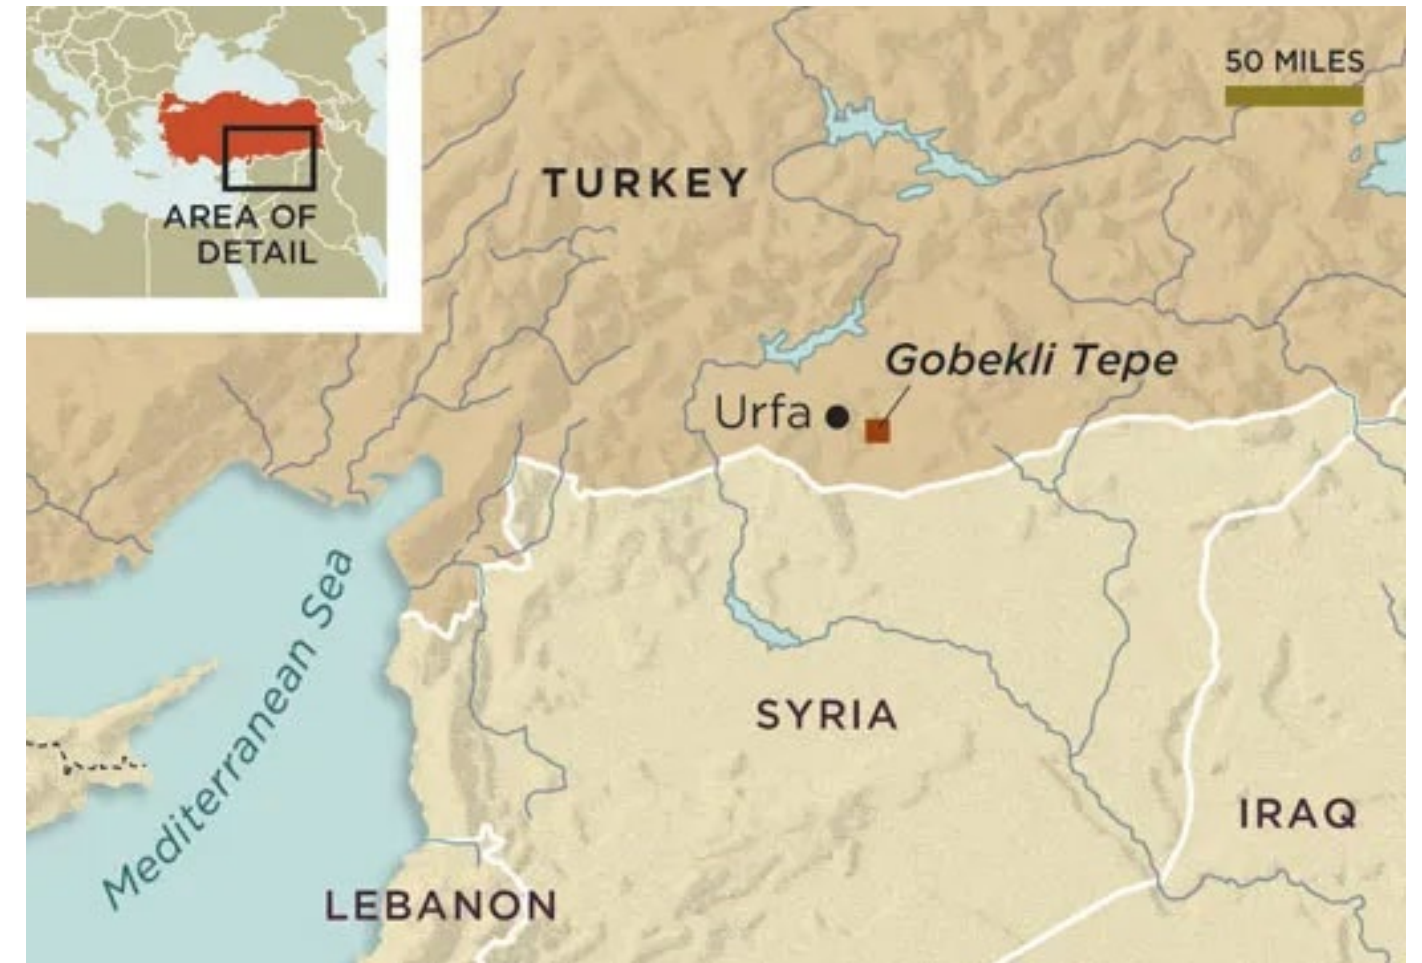 50 MILES
TURKEY
AREA OF
DETAIL
Gobekli Tepe
Urfa
Mediterranean Sea
SYRIA
IRAQ
LEBANON